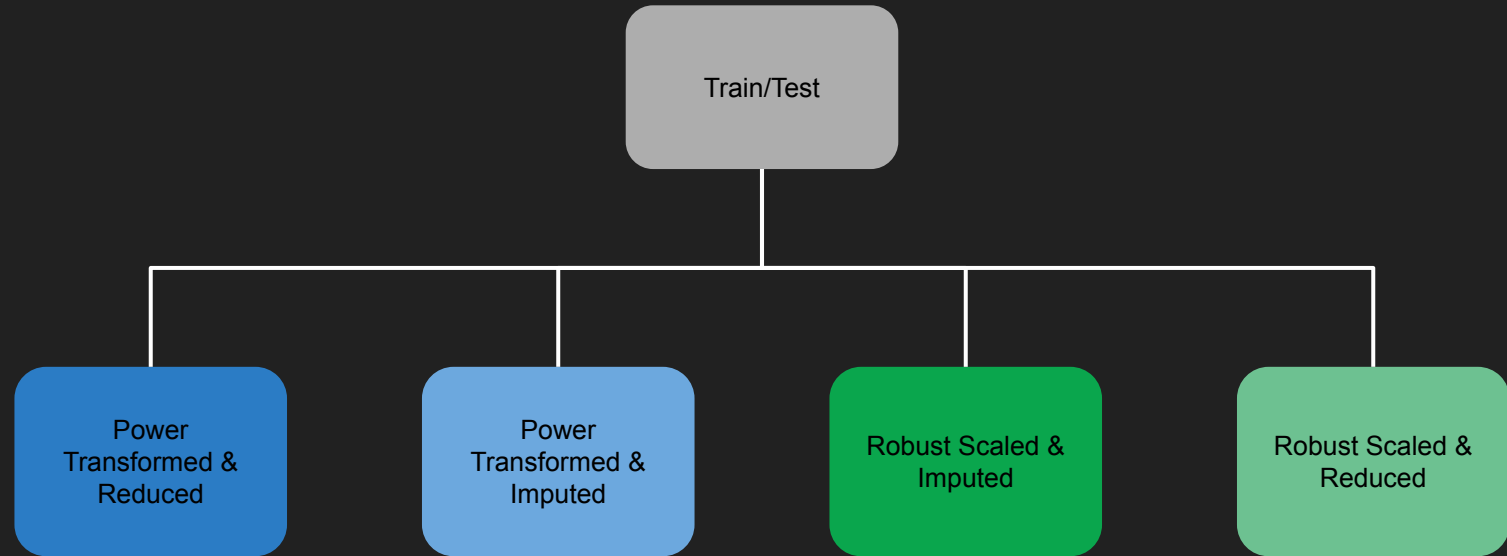 Train/Test
Power
Transformed &
Reduced
Power
Transformed &
Imputed
Robust Scaled &
Imputed
Robust Scaled &
Reduced